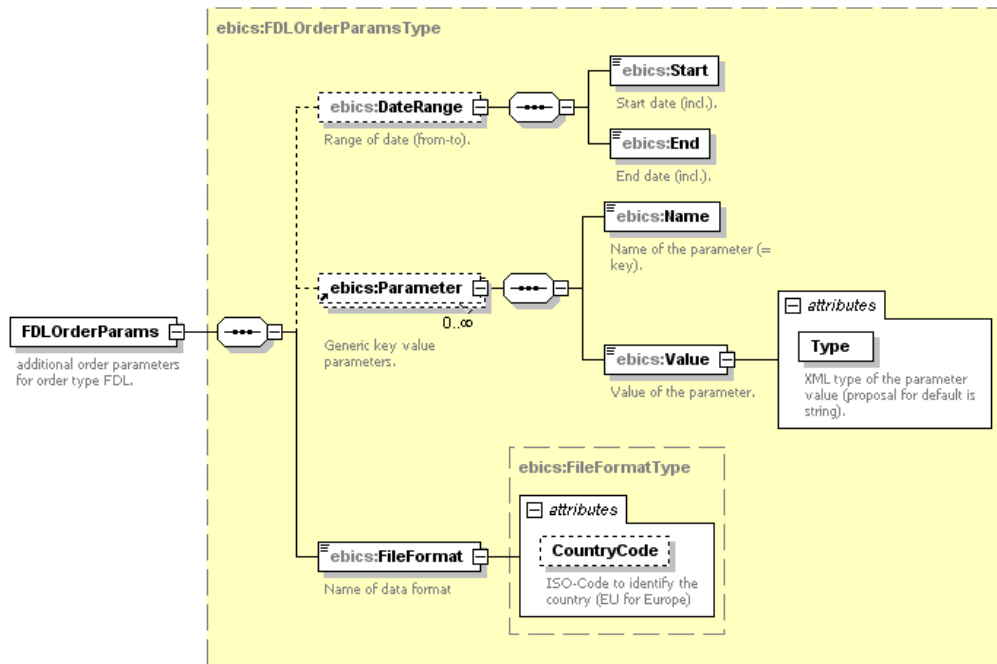 ebics:FDLOrderParamsType
ebics:Start
Start date (incl.).
ebics:DateRange
Range of date (from-to).
ebics:End
End date (incl.).
ebics:Name
Name of the parameter (=
key).
ebics:Parameter
0..∞
Generic key value
parameters.
attributes
FDLOrderParams
additional order parameters
for order type FDL.
ebics:Value
Value of the parameter.
Type
XML type of the parameter
value (proposal for default is
string).
ebics:FileFormatType
attributes
ebics:FileFormat
Name of data format
CountryCode
ISO-Code to identify the
country (EU for Europe)